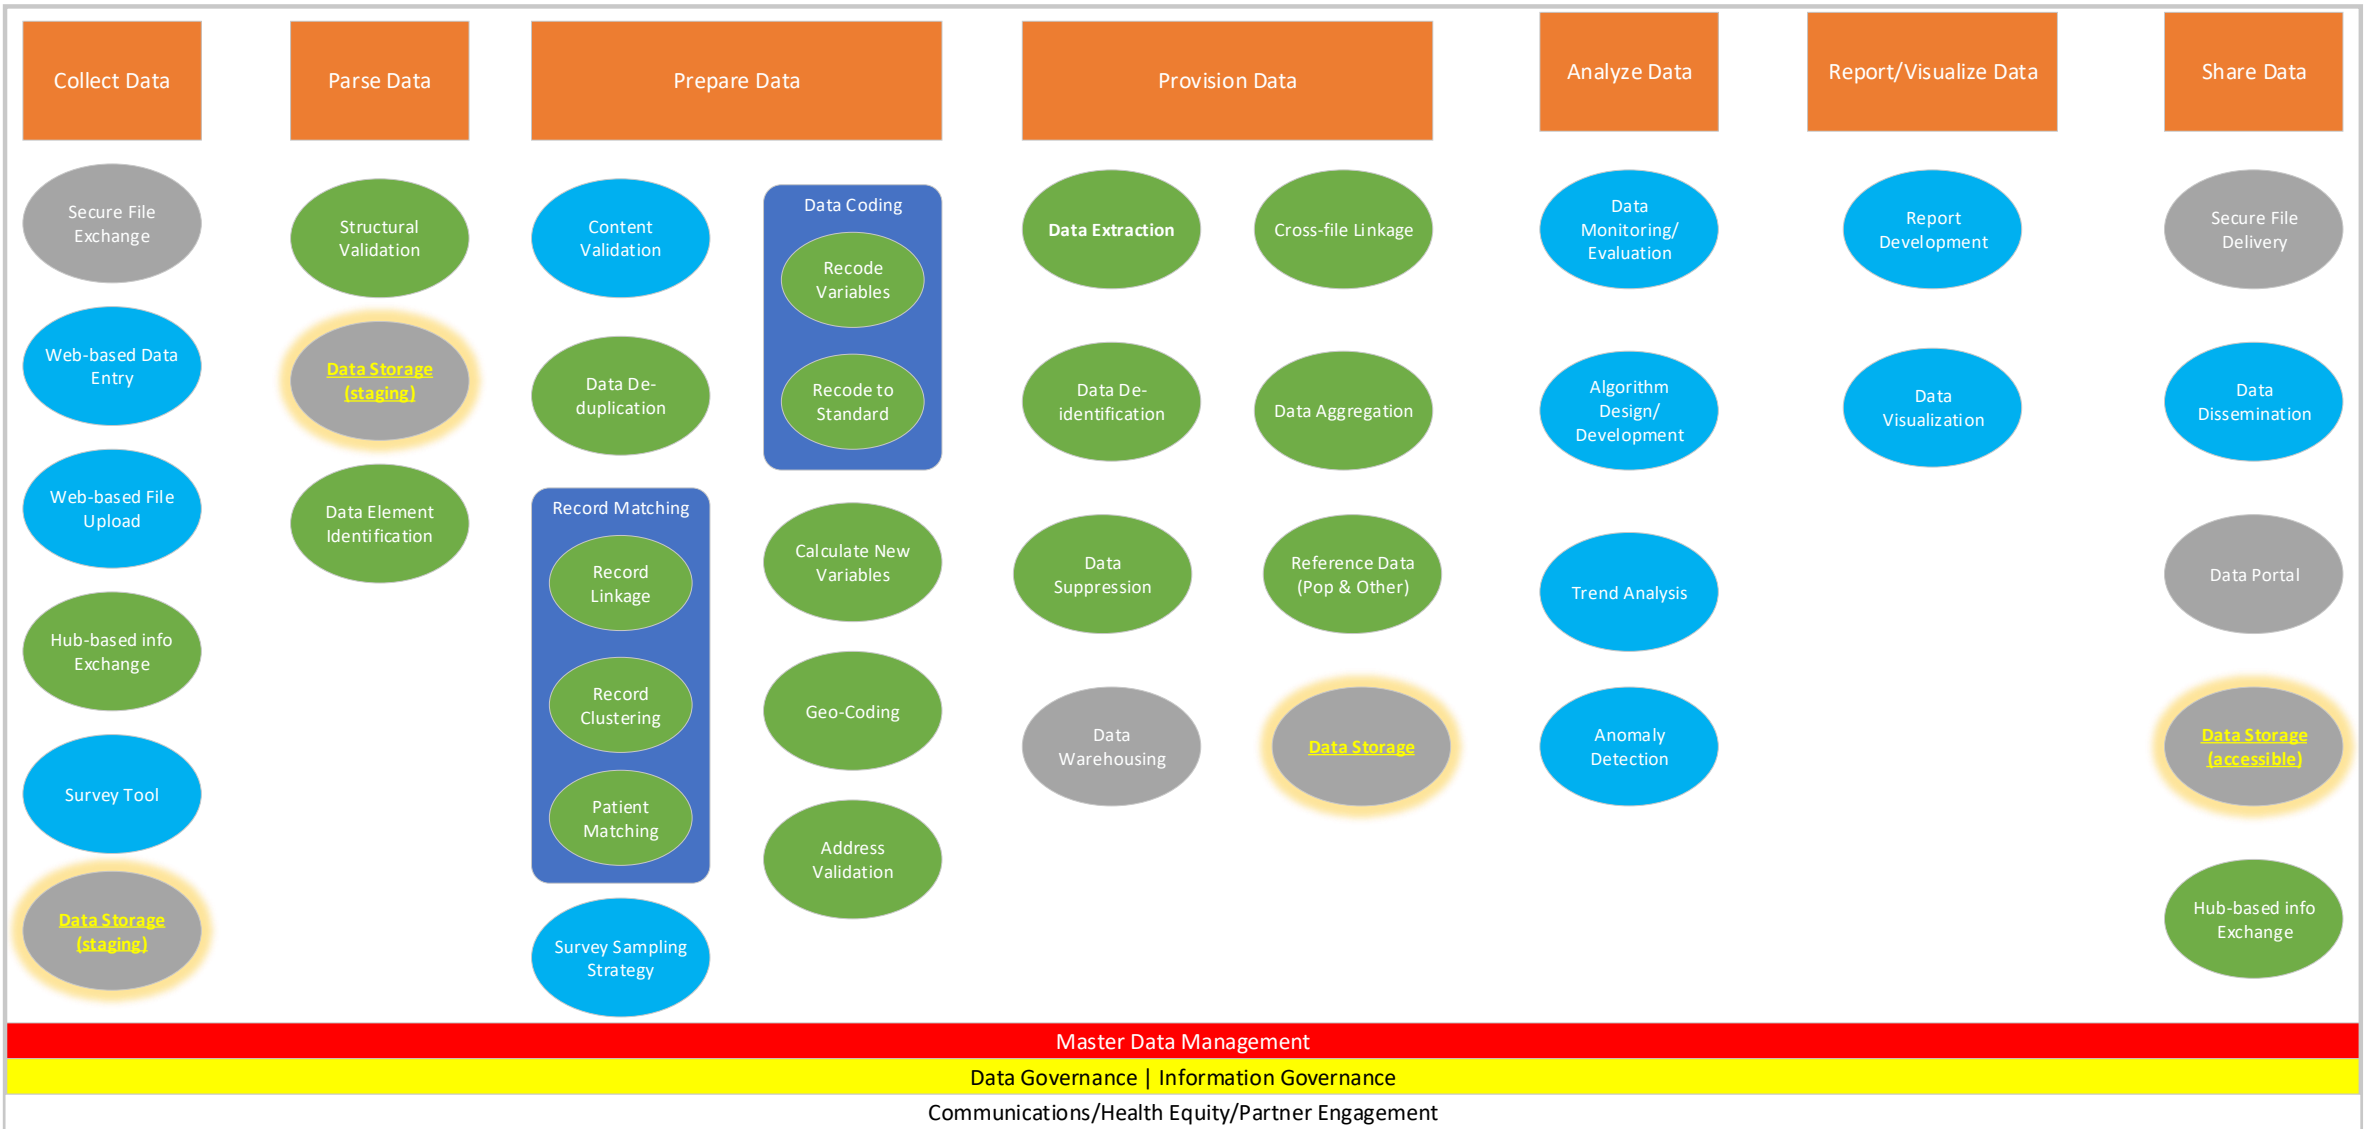 Collect Data
Parse Data
Prepare Data
Provision Data
Analyze Data
Report/Visualize Data
Share Data
Secure File
Exchange
Web-based Data
Entry
Web-based File
Upload
Hub-based info
Exchange
Survey Tool
Data Storage
(staging)
Structural
Validation
Data Storage
(staging)
Data Element
Identification
Content
Validation
Data De-
duplication
Record Matching
Record
Linkage
Record
Clustering
Patient
Matching
Survey Sampling
Strategy
Data Coding
Recode
Variables
Recode to
Standard
Calculate New
Variables
Geo-Coding
Address
Validation
Data Extraction
Data De-
identification
Data
Suppression
Data
Warehousing
Cross-file Linkage
Data Aggregation
Reference Data
(Pop & Other)
Data Storage
Data
Monitoring/
Evaluation
Algorithm
Design/
Development
Trend Analysis
Anomaly
Detection
Report
Development
Data
Visualization
Secure File
Delivery
Data
Dissemination
Data Portal
Data Storage
(accessible)
Hub-based info
Exchange
Master Data Management
Data Governance | Information Governance
Communications/Health Equity/Partner Engagement